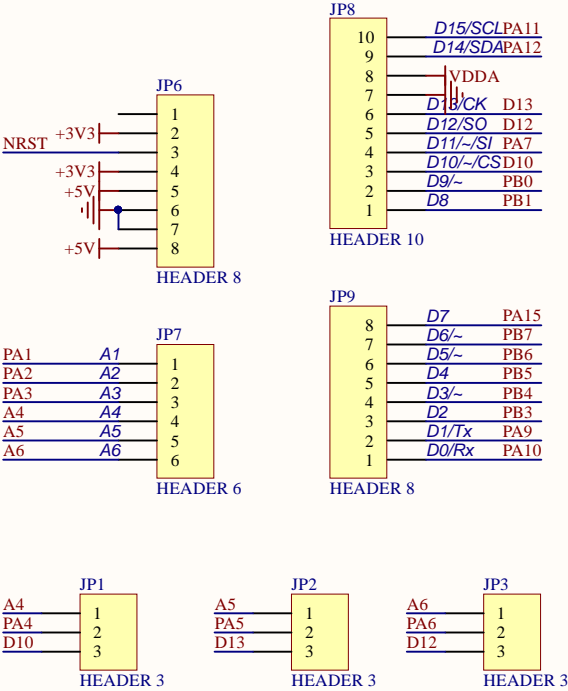 JP8
10 D15/SCL PA11
9 D14/SDA PA12
8 VDDA
7
6 D13/CK D13
5 D12/SO D12
4 D11/~/SI PA7
3 D10/~/CS D10
2 D9/~ PB0
1 D8 PB1
HEADER 10
JP6
1
+3V3 2
NRST 3
+3V3 4
+5V 5
6
7
+5V 8
HEADER 8
JP7
PA1 A1 1
PA2 A2 2
PA3 A3 3
A4 A4 4
A5 A5 5
A6 A6 6
HEADER 6
JP9
8 D7 PA15
7 D6/~ PB7
6 D5/~ PB6
5 D4 PB5
4 D3/~ PB4
3 D2 PB3
2 D1/Tx PA9
1 D0/Rx PA10
HEADER 8
JP1
A4 1
PA4 2
D10 3
HEADER 3
JP2
A5 1
PA5 2
D13 3
HEADER 3
JP3
A6 1
PA6 2
D12 3
HEADER 3